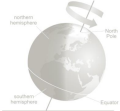 northern
hemisphere
North
Pole
southern
hemisphere
Equator